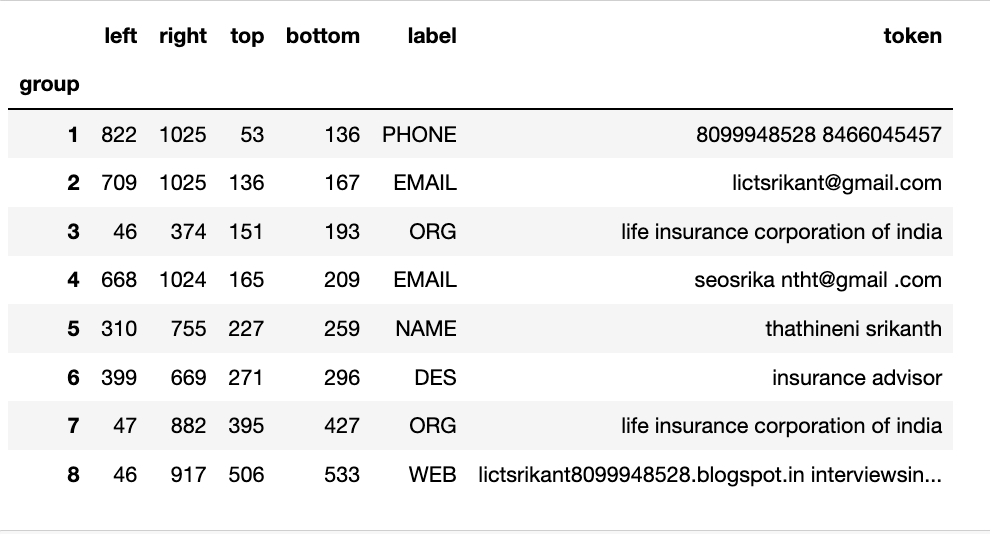 left right top bottom label token
group
1 822 1025 53 136 PHONE 8099948528 8466045457
2 709 1025 136 167 EMAIL lictsrikant@gmail.com
3 46 374 151 193 ORG life insurance corporation of india
4 668 1024 165 209 EMAIL seosrika ntht@gmail .com
5 310 755 227 259 NAME thathineni srikanth
6 399 669 271 296 DES insurance advisor
7 47 882 395 427 ORG life insurance corporation of india
8 46 917 506 533 WEB lictsrikant8099948528.blogspot.in interviewsin...